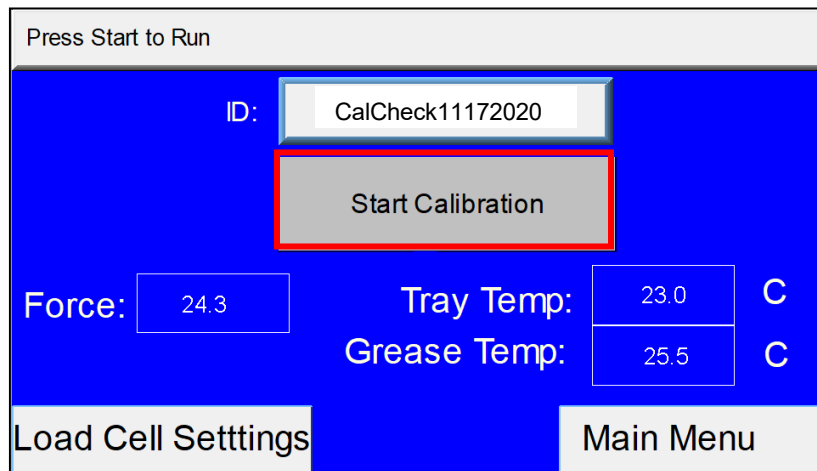 Press Start to Run
ID: CalCheck11172020
Start Calibration
Force: 24.3 Tray Temp: 23.0 C
Grease Temp: 25.5 C
Load Cell Setttings Main Menu